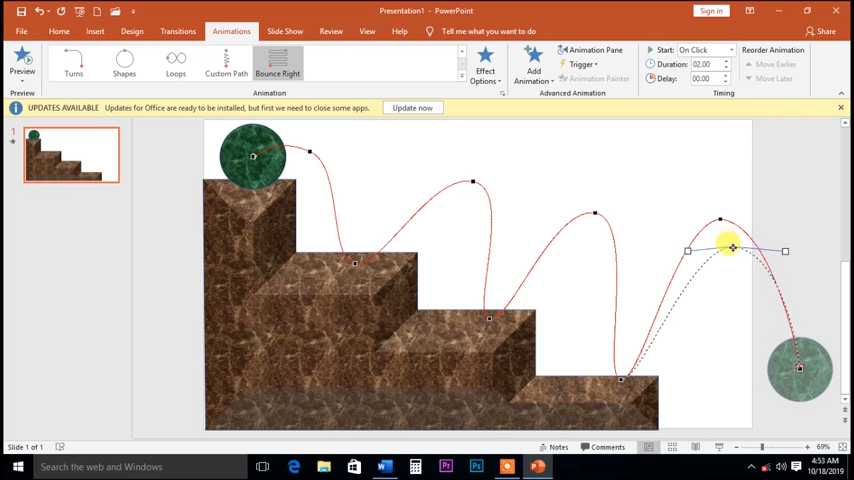 Presentation1 - PowerPoint
Sign in
File
Home
Insert
Design
Transitions
Animations
Slide Show
Review
View
Help
Tell me what you want to do
Share
Preview
Turns
Shapes
Loops
Custom Path
Bounce Right
Effect
Options
Add
Animation
Animation Pane
Trigger
Animation Painter
Start: On Click
Duration: 02.00
Delay: 00.00
Reorder Animation
Move Earlier
Move Later
Preview
Animation
Advanced Animation
Timing
UPDATES AVAILABLE Updates for Office are ready to be installed, but first we need to close some apps.
Update now
1
Slide 1 of 1
Notes
Comments
69%
Search the web and Windows
Pr
Ps
4:53 AM
10/18/2019